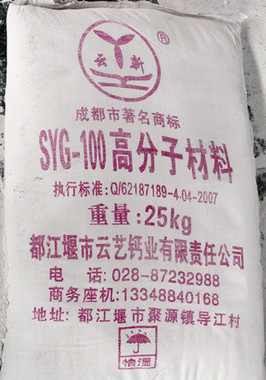 云新
®
成都市著名商标
SYG-100高分子材料
执行标准:Q/62187189-4·04-2007
重量:25kg
都江堰市云艺钙业有限责任公司
电话:028-87232988
商务座机:13348840168
地址:都江堰市聚源镇导江村
怕湿